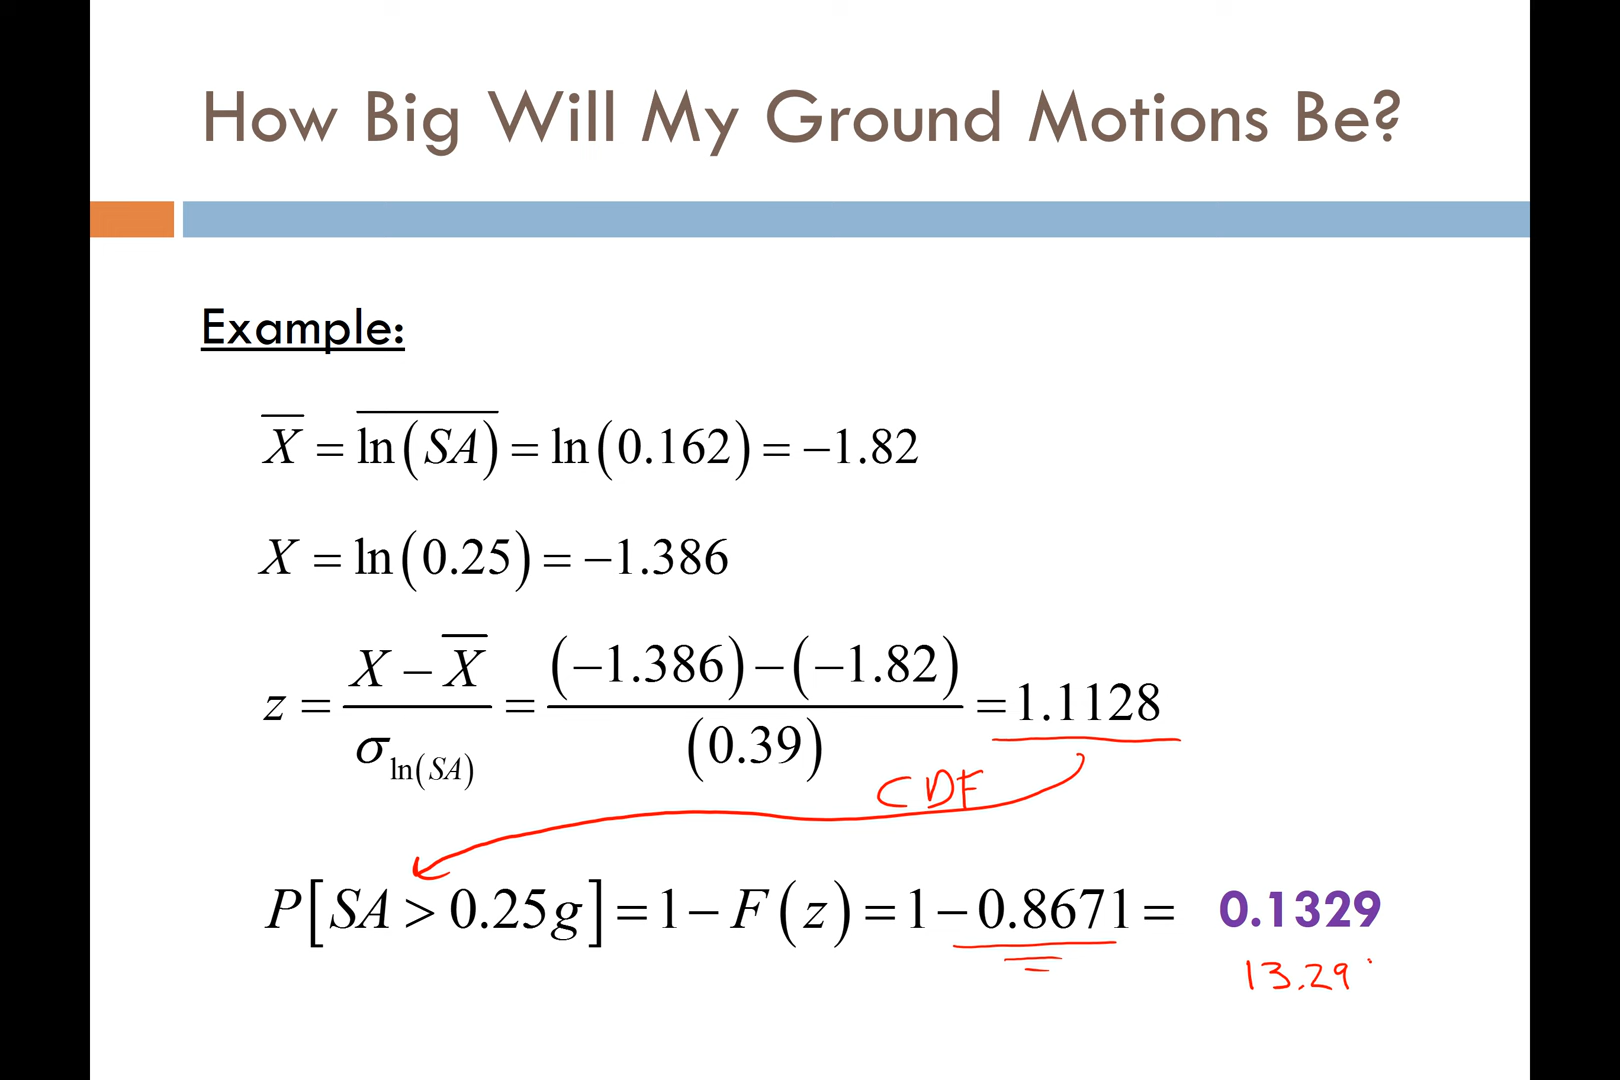 How Big Will My Ground Motions Be?
Example:
X̅ = \overline{ln(SA)} = ln(0.162) = −1.82
X = ln(0.25) = −1.386
z = (X − X̅)/σ_ln(SA) = ((−1.386)−(−1.82))/(0.39) = 1.1128
CDF
P[SA > 0.25g] = 1 − F(z) = 1 − 0.8671 = 0.1329
13.29